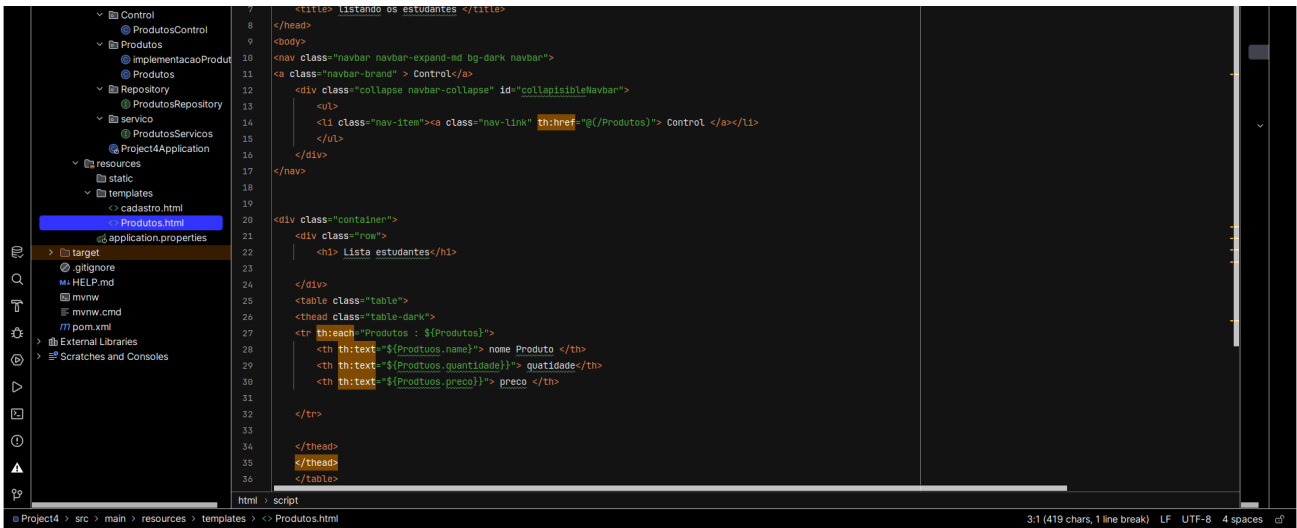 Control
ProdutosControl
Produtos
implementacaoProdut
Produtos
Repository
ProdutosRepository
servico
ProdutosServicos
Project4Application
resources
static
templates
cadastro.html
Produtos.html
application.properties
target
.gitignore
HELP.md
mvnw
mvnw.cmd
pom.xml
External Libraries
Scratches and Consoles
7 <title> listando os estudantes </title>
8 </head>
9 <body>
10 <nav class="navbar navbar-expand-md bg-dark navbar">
11 <a class="navbar-brand" > Control</a>
12 <div class="collapse navbar-collapse" id="collapisibleNavbar">
13 <ul>
14 <li class="nav-item"><a class="nav-link" th:href="@(/Produtos)"> Control </a></li>
15 </ul>
16 </div>
17 </nav>
18
19
20 <div class="container">
21 <div class="row">
22 <h1> Lista estudantes</h1>
23
24 </div>
25 <table class="table">
26 <thead class="table-dark">
27 <tr th:each="Produtos : ${Produtos}">
28 <th th:text="${Prodtuos.name}"> nome Produto </th>
29 <th th:text="${Prodtuos.quantidade}}"> quatidade</th>
30 <th th:text="${Prodtuos.preco}}"> preco </th>
31
32 </tr>
33
34 </thead>
35 </thead>
36 </table>
html > script
Project4 > src > main > resources > templates > <> Produtos.html
3:1 (419 chars, 1 line break) LF UTF-8 4 spaces